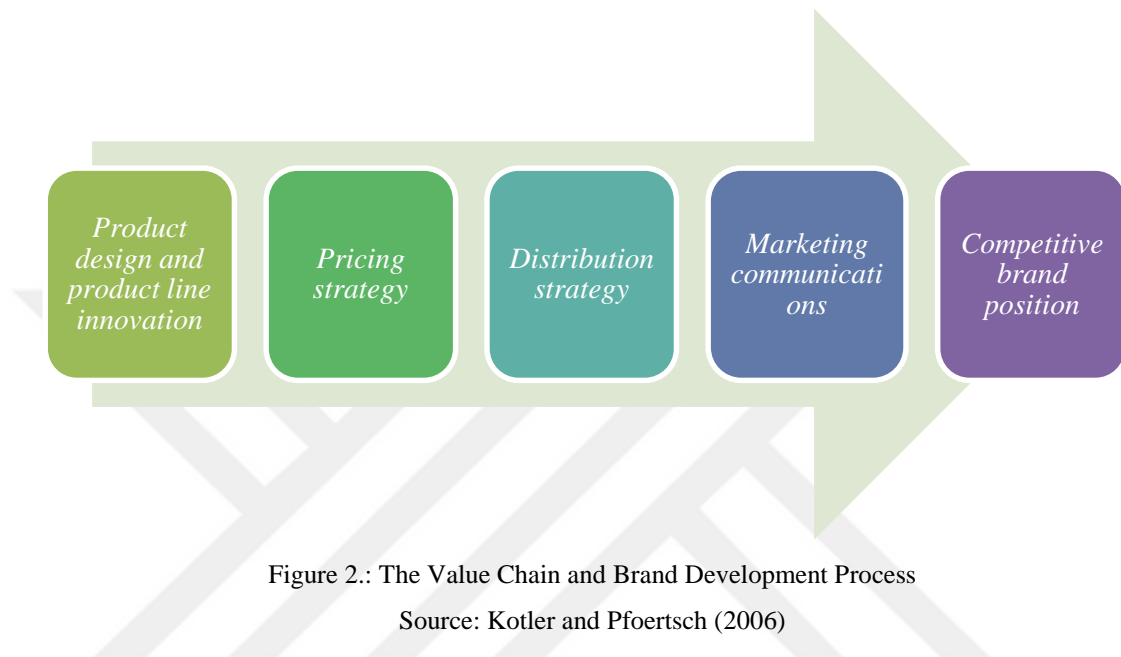 Product
design and
product line
innovation
Pricing
strategy
Distribution
strategy
Marketing
communicati
ons
Competitive
brand
position
Figure 2.: The Value Chain and Brand Development Process
Source: Kotler and Pfoertsch (2006)